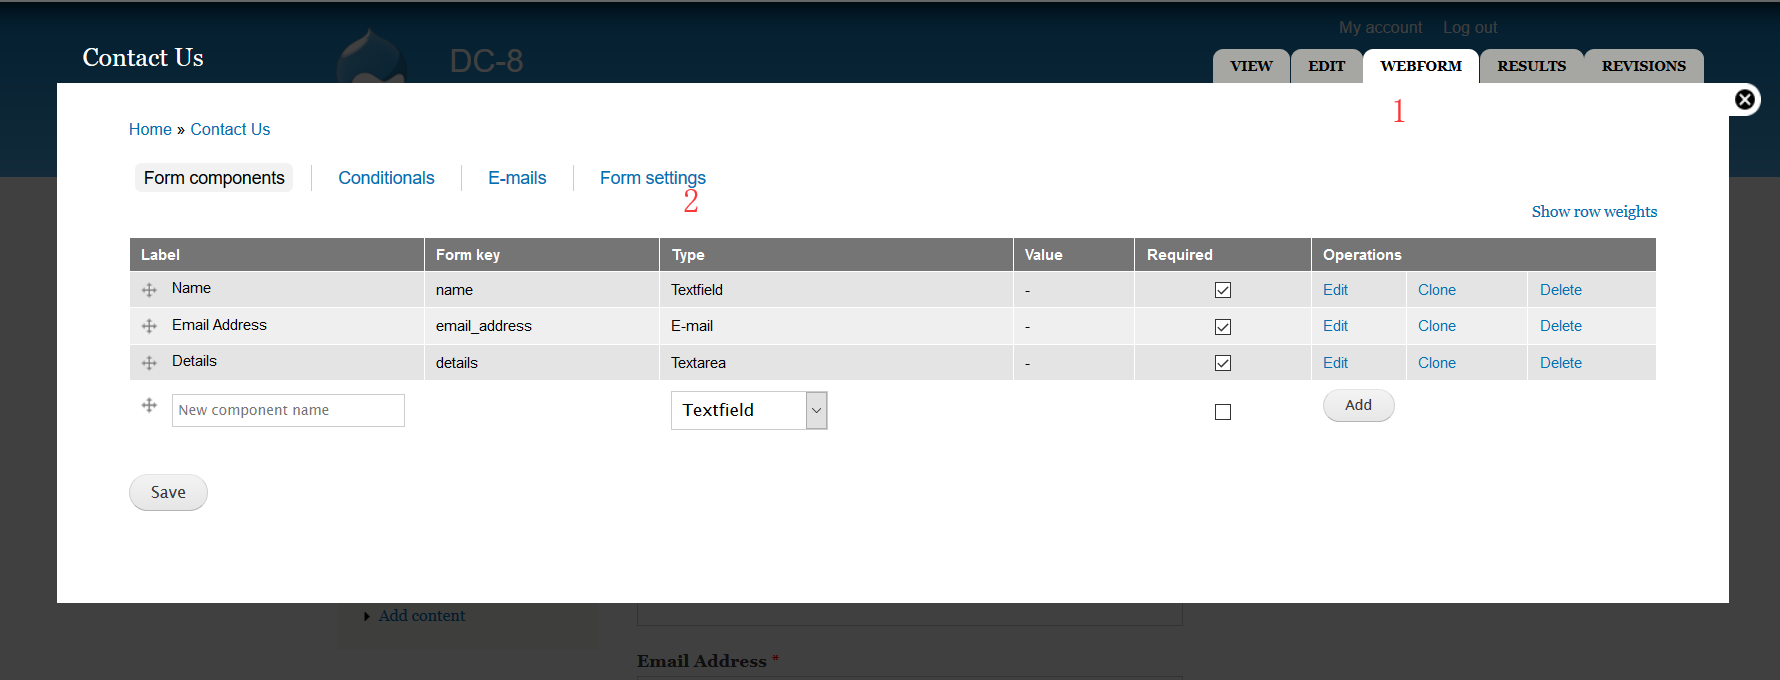 My account Log out
Contact Us
DC-8
VIEW EDIT WEBFORM RESULTS REVISIONS
1
Home » Contact Us
Form components Conditionals E-mails Form settings
2
Show row weights
Label Form key Type Value Required Operations
Name name Textfield - Edit Clone Delete
Email Address email_address E-mail - Edit Clone Delete
Details details Textarea - Edit Clone Delete
New component name Textfield Add
Save
Add content
Email Address *